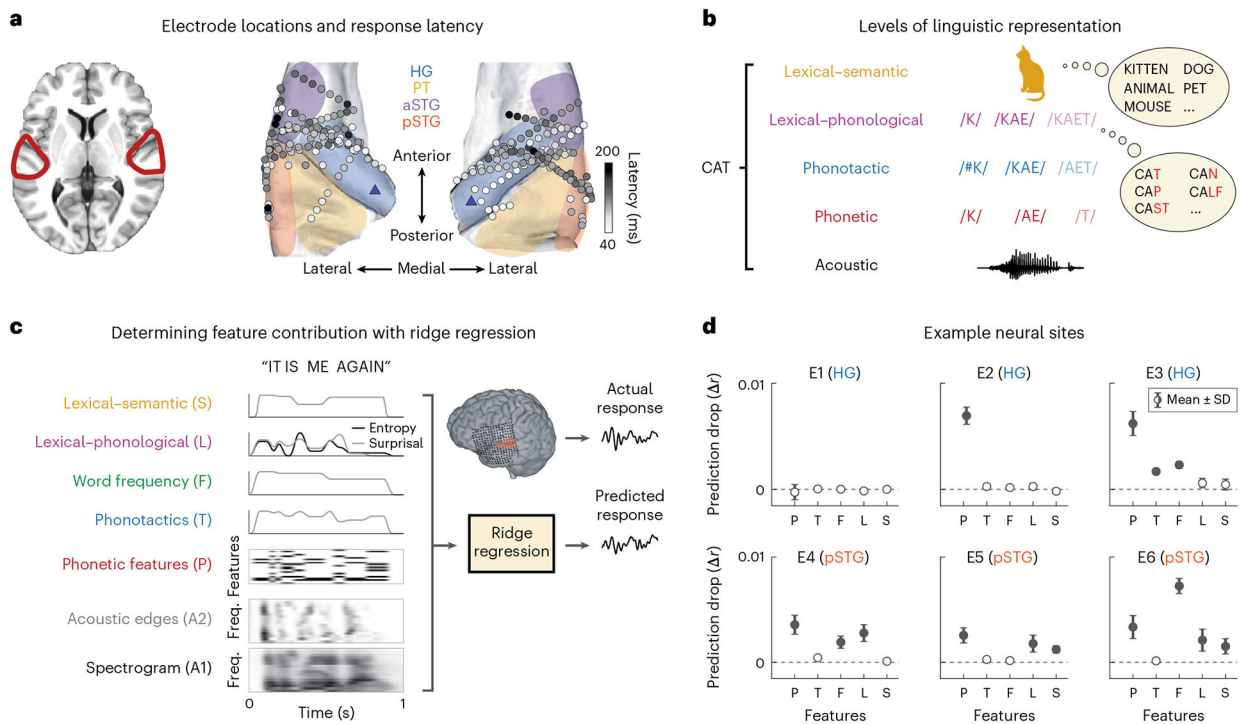 a
Electrode locations and response latency
HG
PT
aSTG
pSTG
Anterior
Posterior
Lateral
Medial
Lateral
200
40
Latency (ms)
b
Levels of linguistic representation
CAT
Lexical–semantic
KITTEN DOG
ANIMAL PET
MOUSE ...
Lexical–phonological /K/ /KAE/ /KAET/
Phonotactic /#K/ /KAE/ /AET/
CAT CAN
CAP CALF
CAST ...
Phonetic /K/ /AE/ /T/
Acoustic
c
Determining feature contribution with ridge regression
"IT IS ME AGAIN"
Lexical–semantic (S)
Lexical–phonological (L)
Entropy
Surprisal
Word frequency (F)
Phonotactics (T)
Phonetic features (P)
Features
Acoustic edges (A2)
Freq.
Spectrogram (A1)
Freq.
0 1
Time (s)
Actual
response
Predicted
response
Ridge
regression
d
Example neural sites
E1 (HG)
E2 (HG)
E3 (HG)
Mean ± SD
0.01
0
Prediction drop (Δr)
P T F L S
P T F L S
P T F L S
E4 (pSTG)
E5 (pSTG)
E6 (pSTG)
0.01
0
Prediction drop (Δr)
P T F L S
P T F L S
P T F L S
Features
Features
Features